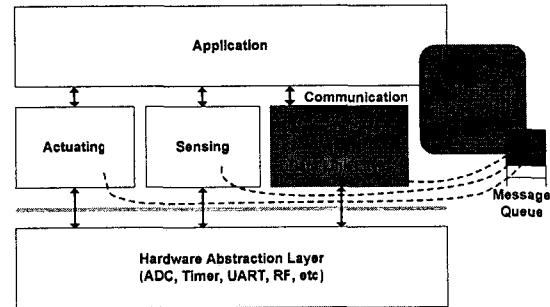 Application
Communication
Actuating
Sensing
Message
Queue
Hardware Abstraction Layer
(ADC, Timer, UART, RF, etc)